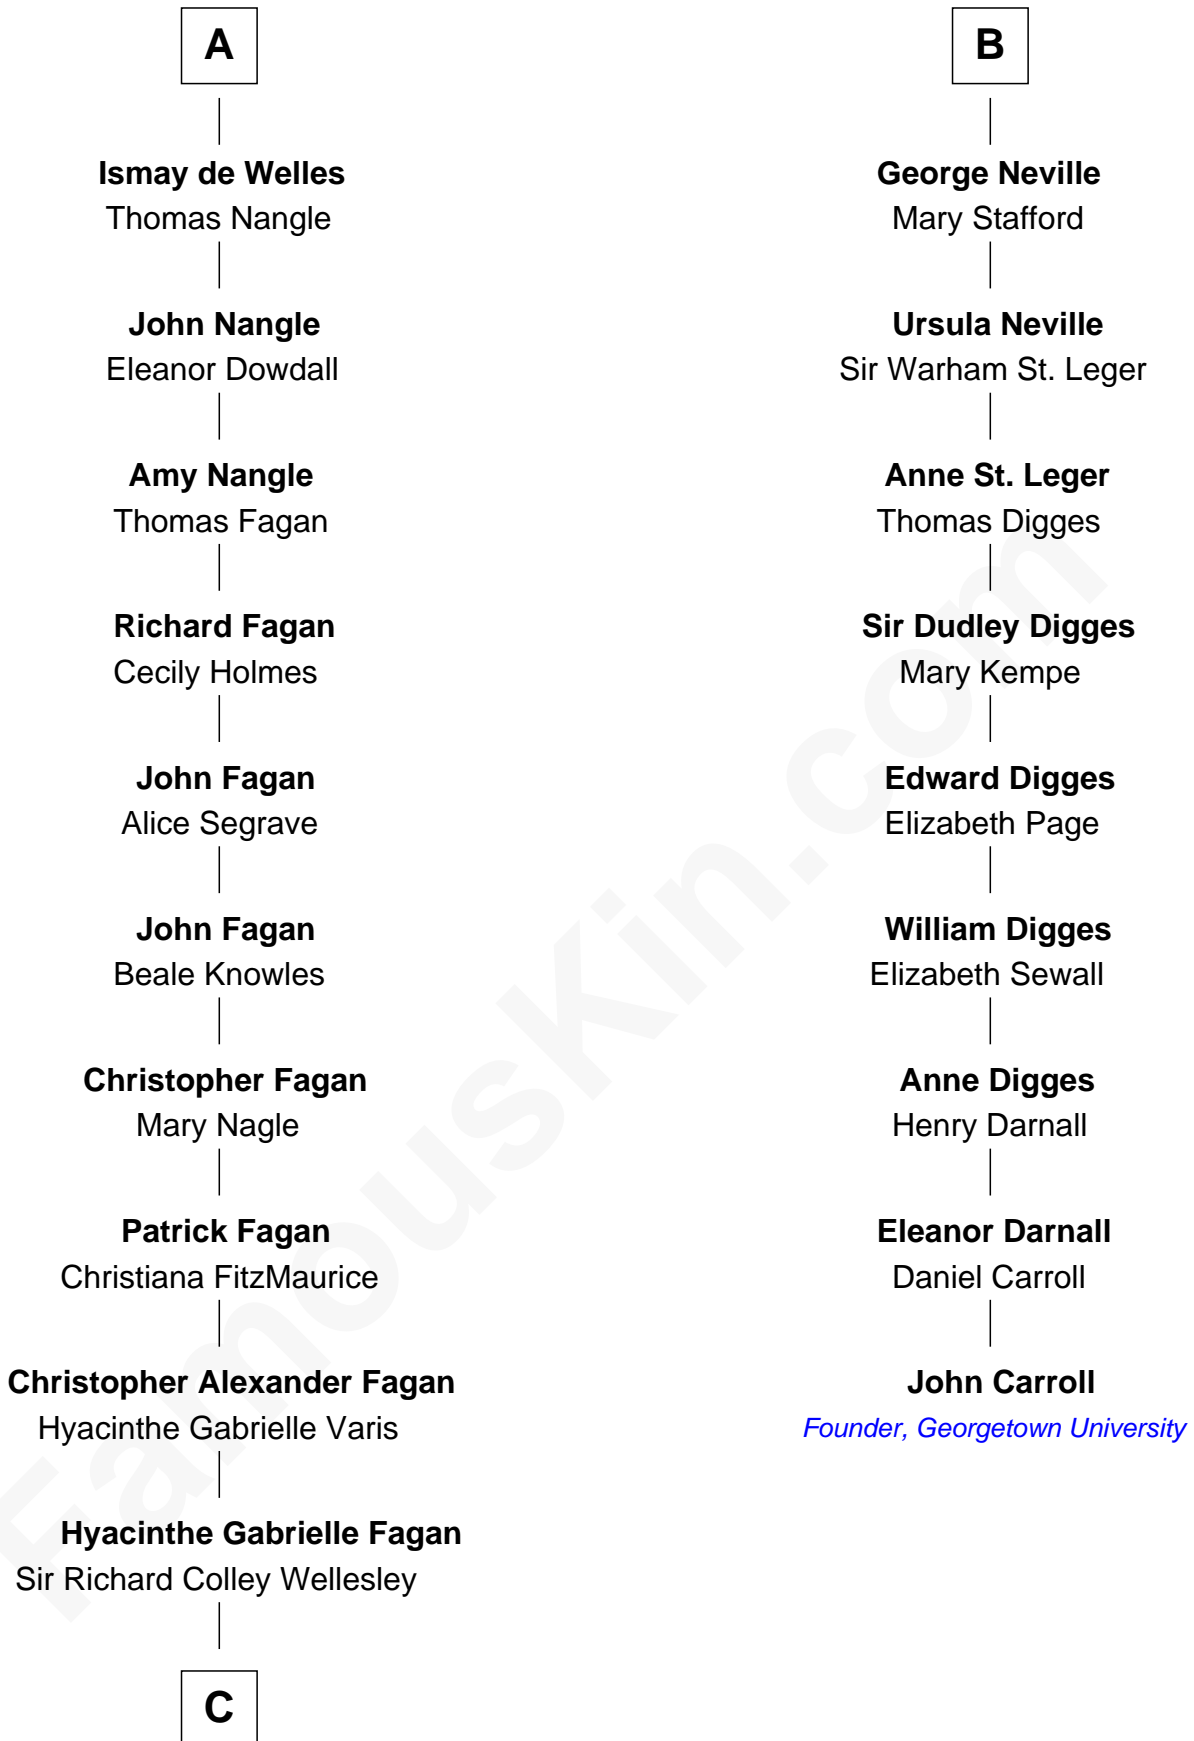 A
Ismay de Welles
Thomas Nangle
John Nangle
Eleanor Dowdall
Amy Nangle
Thomas Fagan
Richard Fagan
Cecily Holmes
John Fagan
Alice Segrave
John Fagan
Beale Knowles
Christopher Fagan
Mary Nagle
Patrick Fagan
Christiana FitzMaurice
Christopher Alexander Fagan
Hyacinthe Gabrielle Varis
Hyacinthe Gabrielle Fagan
Sir Richard Colley Wellesley
C
B
George Neville
Mary Stafford
Ursula Neville
Sir Warham St. Leger
Anne St. Leger
Thomas Digges
Sir Dudley Digges
Mary Kempe
Edward Digges
Elizabeth Page
William Digges
Elizabeth Sewall
Anne Digges
Henry Darnall
Eleanor Darnall
Daniel Carroll
John Carroll
Founder, Georgetown University
FamousKin.com